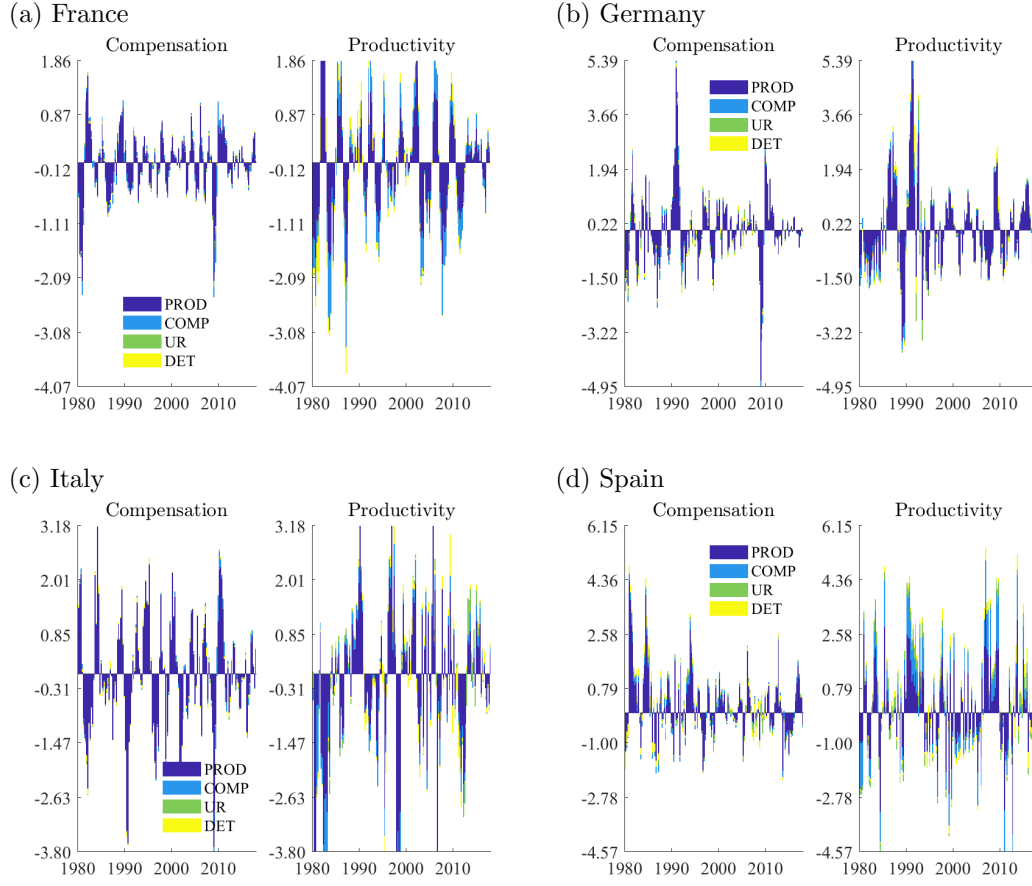 (a) France
(b) Germany
Compensation
Productivity
Compensation
Productivity
1.86
0.87
-0.12
-1.11
-2.09
-3.08
-4.07
1980 1990 2000 2010
PROD
COMP
UR
DET
1.86
0.87
-0.12
-1.11
-2.09
-3.08
-4.07
1980 1990 2000 2010
5.39
3.66
1.94
0.22
-1.50
-3.22
-4.95
1980 1990 2000 2010
PROD
COMP
UR
DET
5.39
3.66
1.94
0.22
-1.50
-3.22
-4.95
1980 1990 2000 2010
(c) Italy
(d) Spain
Compensation
Productivity
Compensation
Productivity
3.18
2.01
0.85
-0.31
-1.47
-2.63
-3.80
1980 1990 2000 2010
PROD
COMP
UR
DET
3.18
2.01
0.85
-0.31
-1.47
-2.63
-3.80
1980 1990 2000 2010
6.15
4.36
2.58
0.79
-1.00
-2.78
-4.57
1980 1990 2000 2010
PROD
COMP
UR
DET
6.15
4.36
2.58
0.79
-1.00
-2.78
-4.57
1980 1990 2000 2010